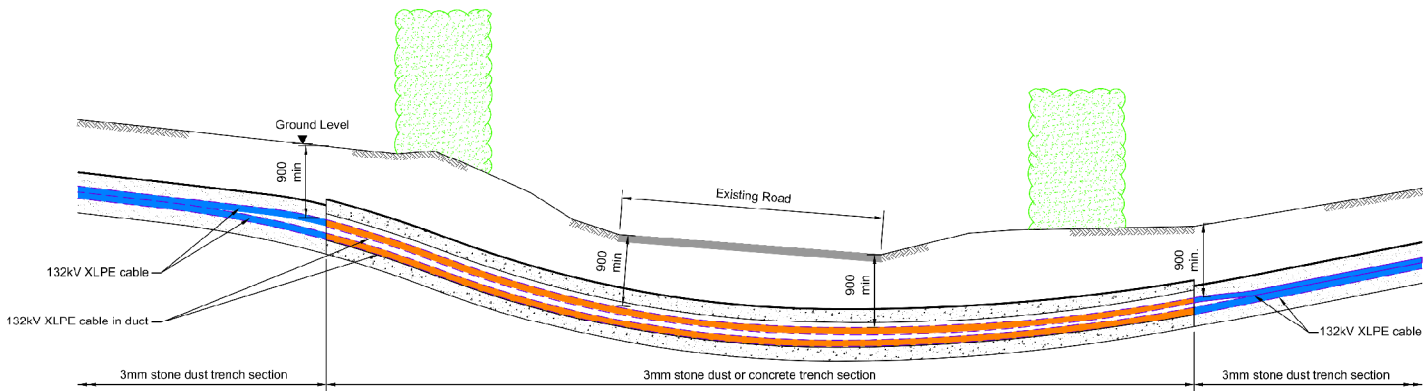 Ground Level
900
min
Existing Road
900
min
900
min
900
min
132kV XLPE cable
132kV XLPE cable in duct
132kV XLPE cable
3mm stone dust trench section
3mm stone dust or concrete trench section
3mm stone dust trench section